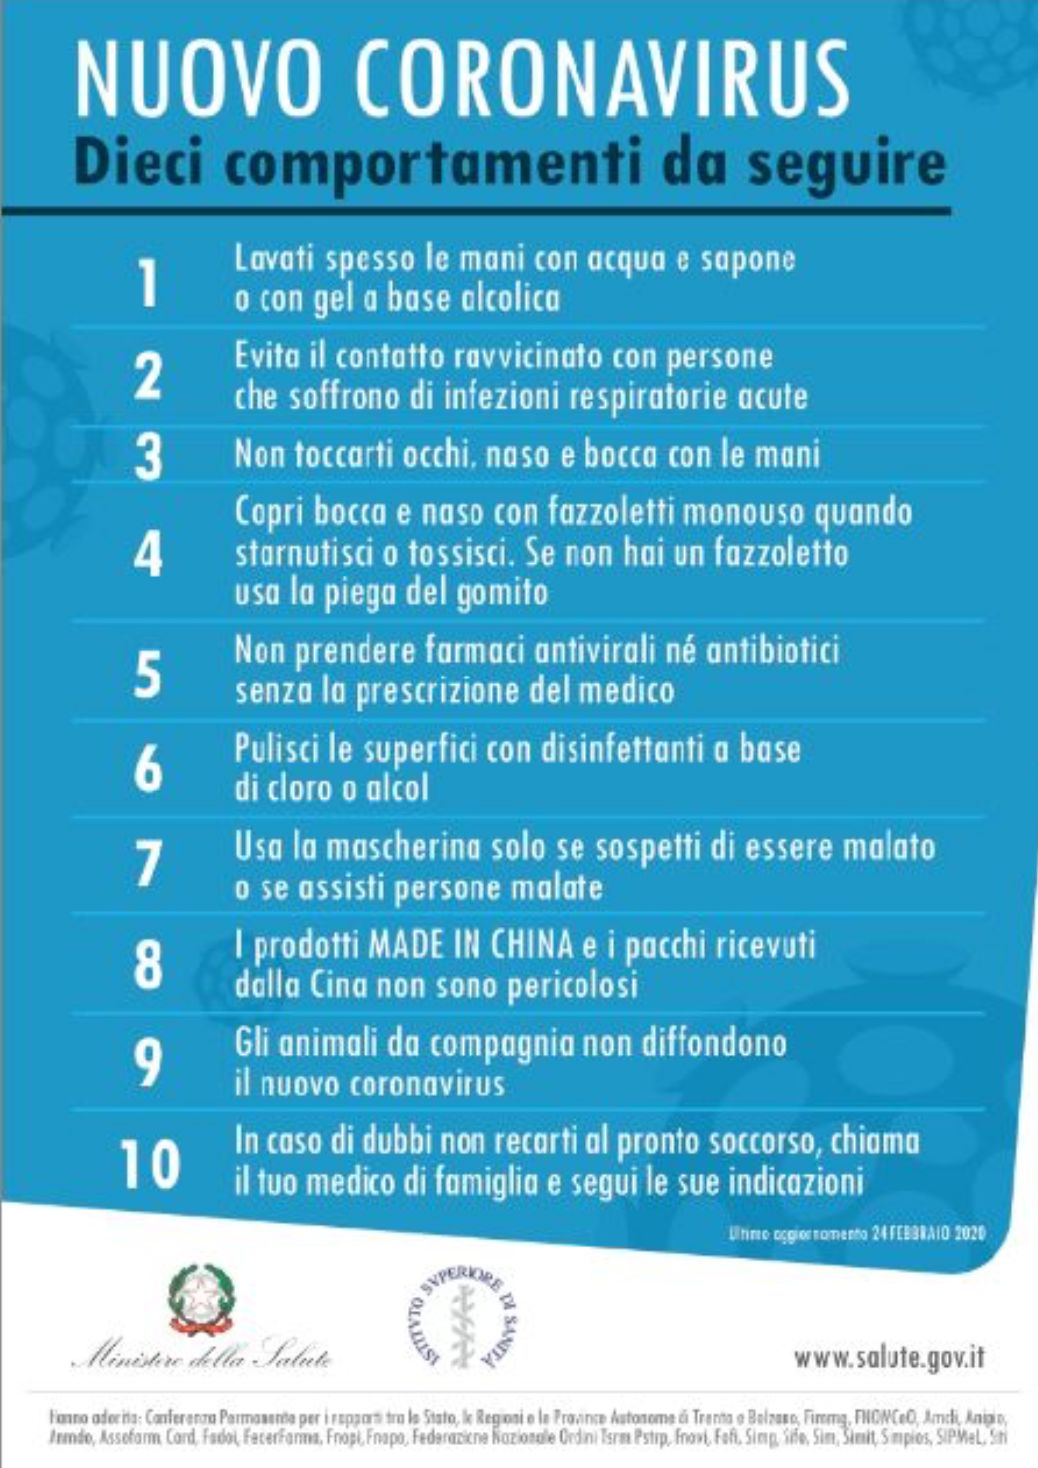 NUOVO CORONAVIRUS
Dieci comportamenti da seguire
1
Lavati spesso le mani con acqua e sapone
o con gel a base alcolica
2
Evita il contatto ravvicinato con persone
che soffrono di infezioni respiratorie acute
3
Non toccarti occhi, naso e bocca con le mani
4
Copri bocca e naso con fazzoletti monouso quando
starnutisci o tossisci. Se non hai un fazzoletto
usa la piega del gomito
5
Non prendere farmaci antivirali né antibiotici
senza la prescrizione del medico
6
Pulisci le superfici con disinfettanti a base
di cloro o alcol
7
Usa la mascherina solo se sospetti di essere malato
o se assisti persone malate
8
I prodotti MADE IN CHINA e i pacchi ricevuti
dalla Cina non sono pericolosi
9
Gli animali da compagnia non diffondono
il nuovo coronavirus
10
In caso di dubbi non recarti al pronto soccorso, chiama
il tuo medico di famiglia e segui le sue indicazioni
Ultimo aggiornamento 24 FEBBRAIO 2020
Ministero della Salute
ISTITVTO SVPERIORE DI SANITÀ
www.salute.gov.it
Hanno aderito: Conferenza Permanente per i rapporti tra lo Stato, le Regioni e le Province Autonome di Trento e Bolzano, Fimmg, FNOMCeO, Amcli, Anipio,
Anmdo, Assofarm, Card, Fadoi, FederFarma, Fnopi, Fnopo, Federazione Nazionale Ordini Tsrm Pstrp, Fnovi, Fofi, Simg, Sifo, Sim, Simit, Simpios, SIPMeL, Siti